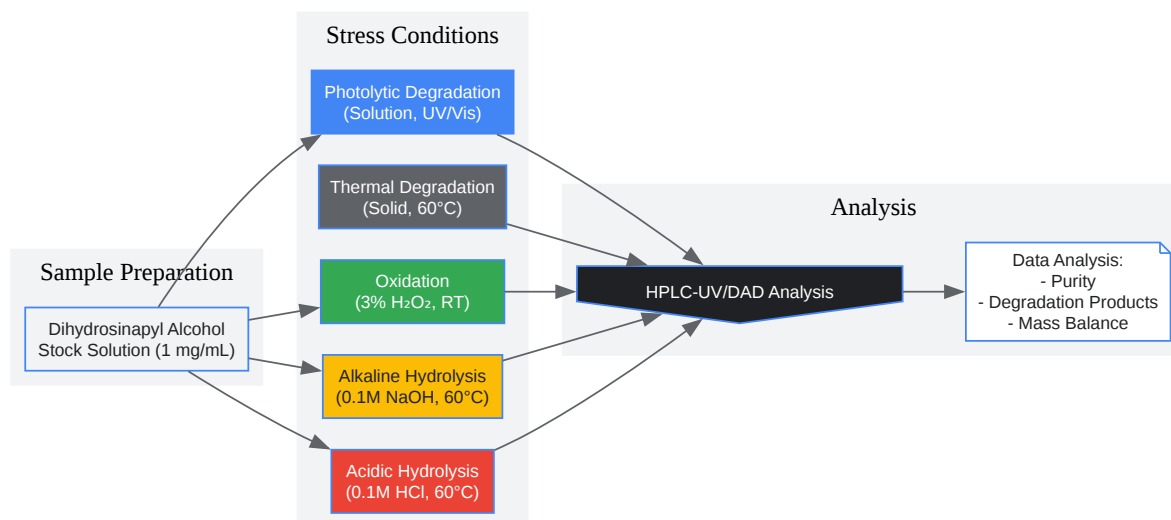 Stress Conditions
Photolytic Degradation
(Solution, UV/Vis)
Thermal Degradation
(Solid, 60°C)
Analysis
Sample Preparation
Oxidation
(3% H₂O₂, RT)
HPLC-UV/DAD Analysis
Data Analysis:
- Purity
- Degradation Products
- Mass Balance
Dihydrosinapyl Alcohol
Stock Solution (1 mg/mL)
Alkaline Hydrolysis
(0.1M NaOH, 60°C)
Acidic Hydrolysis
(0.1M HCl, 60°C)